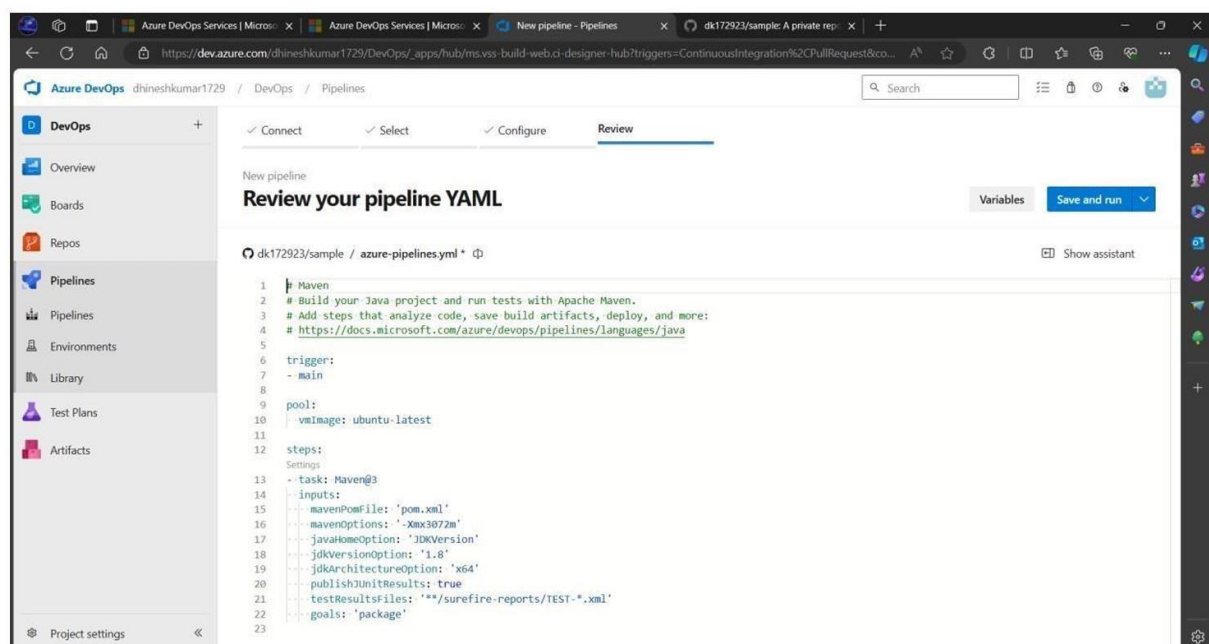 Azure DevOps Services | Microso
Azure DevOps Services | Microso
New pipeline - Pipelines
dk172923/sample: A private repo
https://dev.azure.com/dhineshkumar1729/DevOps/_apps/hub/ms.vss-build-web.ci-designer-hub?triggers=ContinuousIntegration%2CPullRequest&co...
Azure DevOps dhineshkumar1729 / DevOps / Pipelines
Search
D DevOps +
Overview
Boards
Repos
Pipelines
Pipelines
Environments
Library
Test Plans
Artifacts
Project settings
Connect Select Configure Review
New pipeline
Review your pipeline YAML
Variables Save and run
dk172923/sample / azure-pipelines.yml *
Show assistant
1 # Maven
2 # Build your Java project and run tests with Apache Maven.
3 # Add steps that analyze code, save build artifacts, deploy, and more:
4 # https://docs.microsoft.com/azure/devops/pipelines/languages/java
5
6 trigger:
7 - main
8
9 pool:
10 vmImage: ubuntu-latest
11
12 steps:
Settings
13 - task: Maven@3
14 inputs:
15 mavenPomFile: 'pom.xml'
16 mavenOptions: '-Xmx3072m'
17 javaHomeOption: 'JDKVersion'
18 jdkVersionOption: '1.8'
19 jdkArchitectureOption: 'x64'
20 publishJUnitResults: true
21 testResultsFiles: '**/surefire-reports/TEST-*.xml'
22 goals: 'package'
23